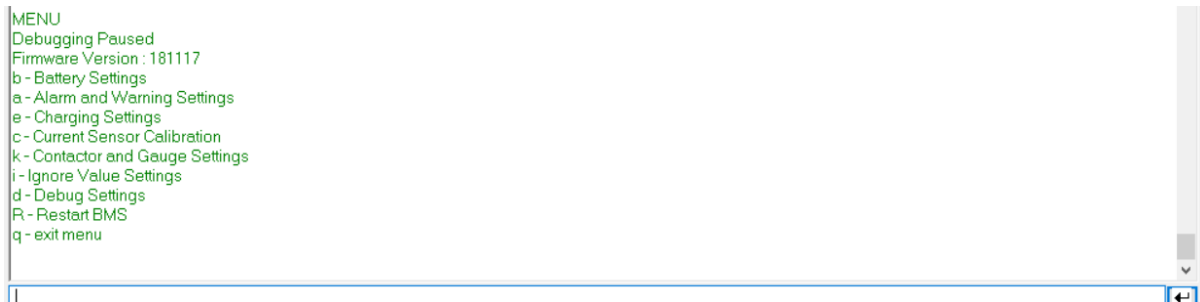 MENU
Debugging Paused
Firmware Version : 181117
b - Battery Settings
a - Alarm and Warning Settings
e - Charging Settings
c - Current Sensor Calibration
k - Contactor and Gauge Settings
i - Ignore Value Settings
d - Debug Settings
R - Restart BMS
q - exit menu